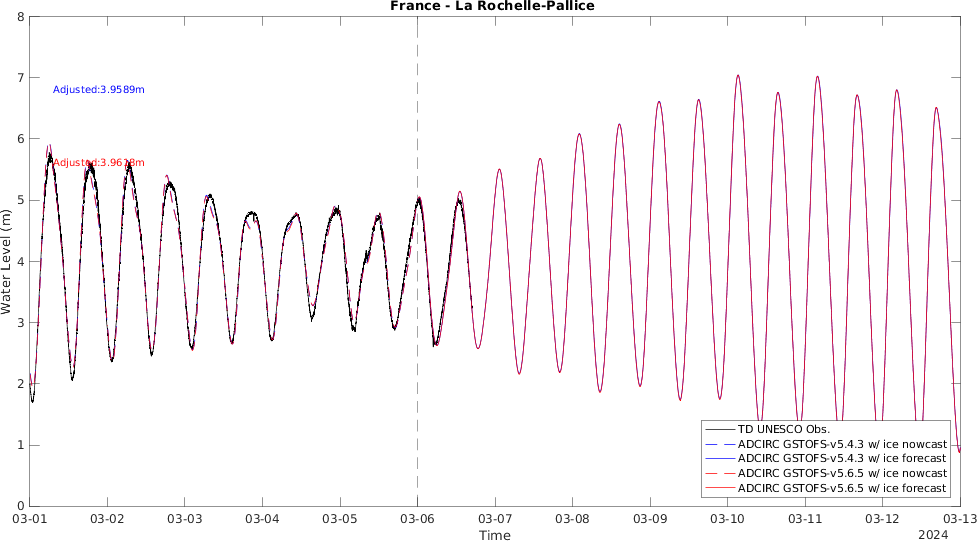 France - La Rochelle-Pallice
8
7
6
5
4
3
2
1
0
Water Level (m)
Adjusted:3.9589m
Adjusted:3.9618m
TD UNESCO Obs.
ADCIRC GSTOFS-v5.4.3 w/ ice nowcast
ADCIRC GSTOFS-v5.4.3 w/ ice forecast
ADCIRC GSTOFS-v5.6.5 w/ ice nowcast
ADCIRC GSTOFS-v5.6.5 w/ ice forecast
03-01 03-02 03-03 03-04 03-05 03-06 03-07 03-08 03-09 03-10 03-11 03-12 03-13
Time
2024